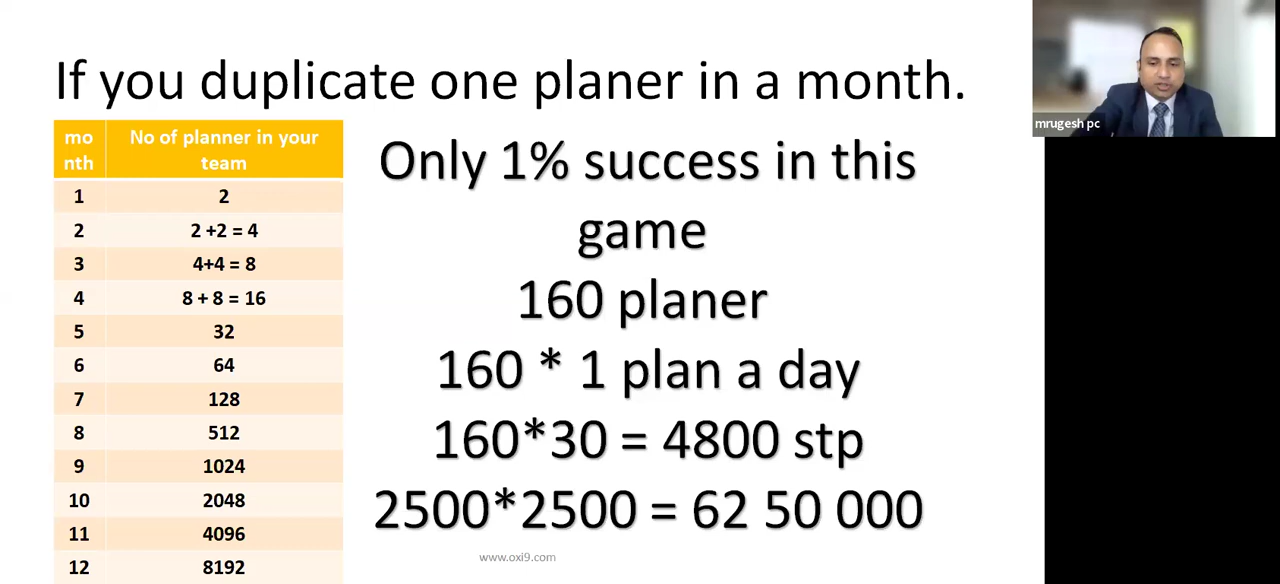 If you duplicate one planer in a month.
mo
nth
No of planner in your
team
1 2
2 2 +2 = 4
3 4+4 = 8
4 8 + 8 = 16
5 32
6 64
7 128
8 512
9 1024
10 2048
11 4096
12 8192
Only 1% success in this
game
160 planer
160 * 1 plan a day
160*30 = 4800 stp
2500*2500 = 62 50 000
www.oxi9.com
mrugesh pc